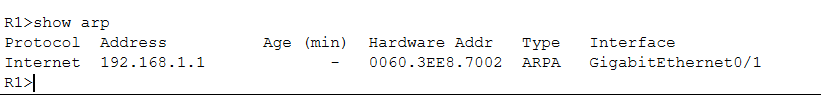 R1>show arp
Protocol  Address          Age (min)  Hardware Addr   Type   Interface
Internet  192.168.1.1             -   0060.3EE8.7002  ARPA   GigabitEthernet0/1
R1>